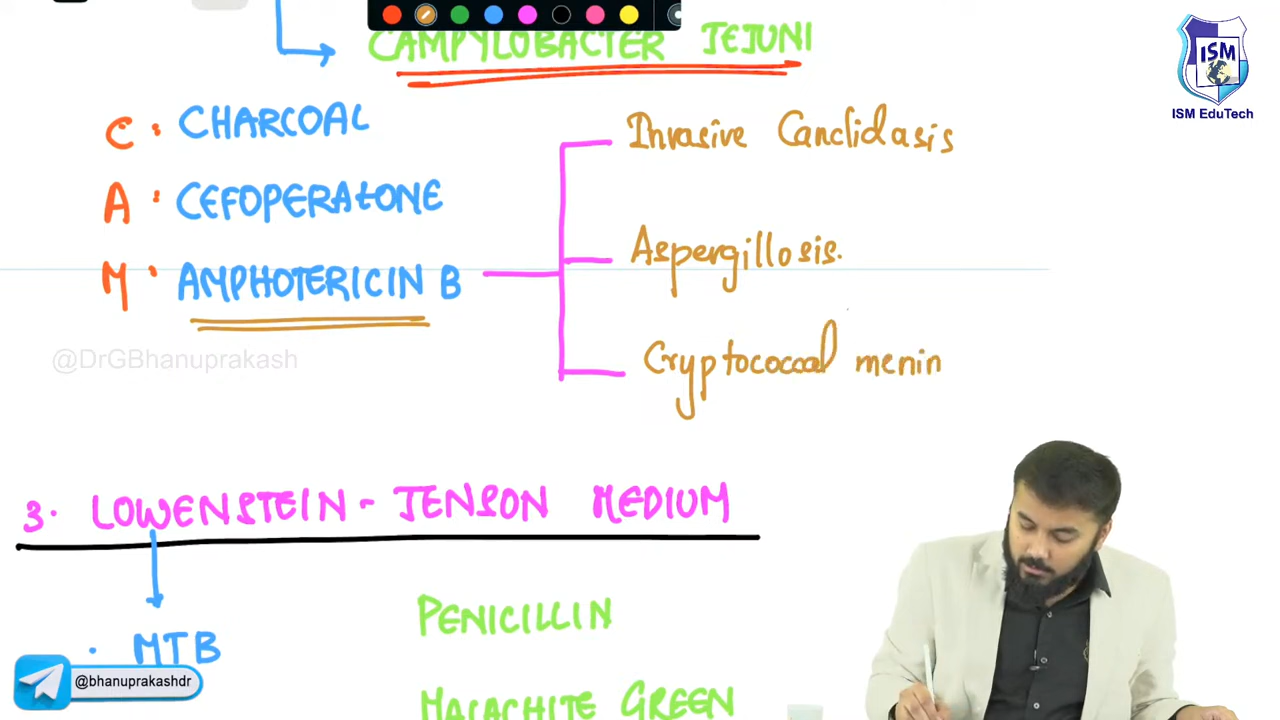 CAMPYLOBACTER JEJUNI
ISM
ISM EduTech
C : CHARCOAL
Invasive Candidasis
A : CEFOPERAZONE
Aspergillosis.
M : AMPHOTERICIN B
@DrGBhanuprakash
Cryptococcal menin
3. LOWENSTEIN - JENSON MEDIUM
PENICILLIN
. MTB
@bhanuprakashdr
MALACHITE GREEN